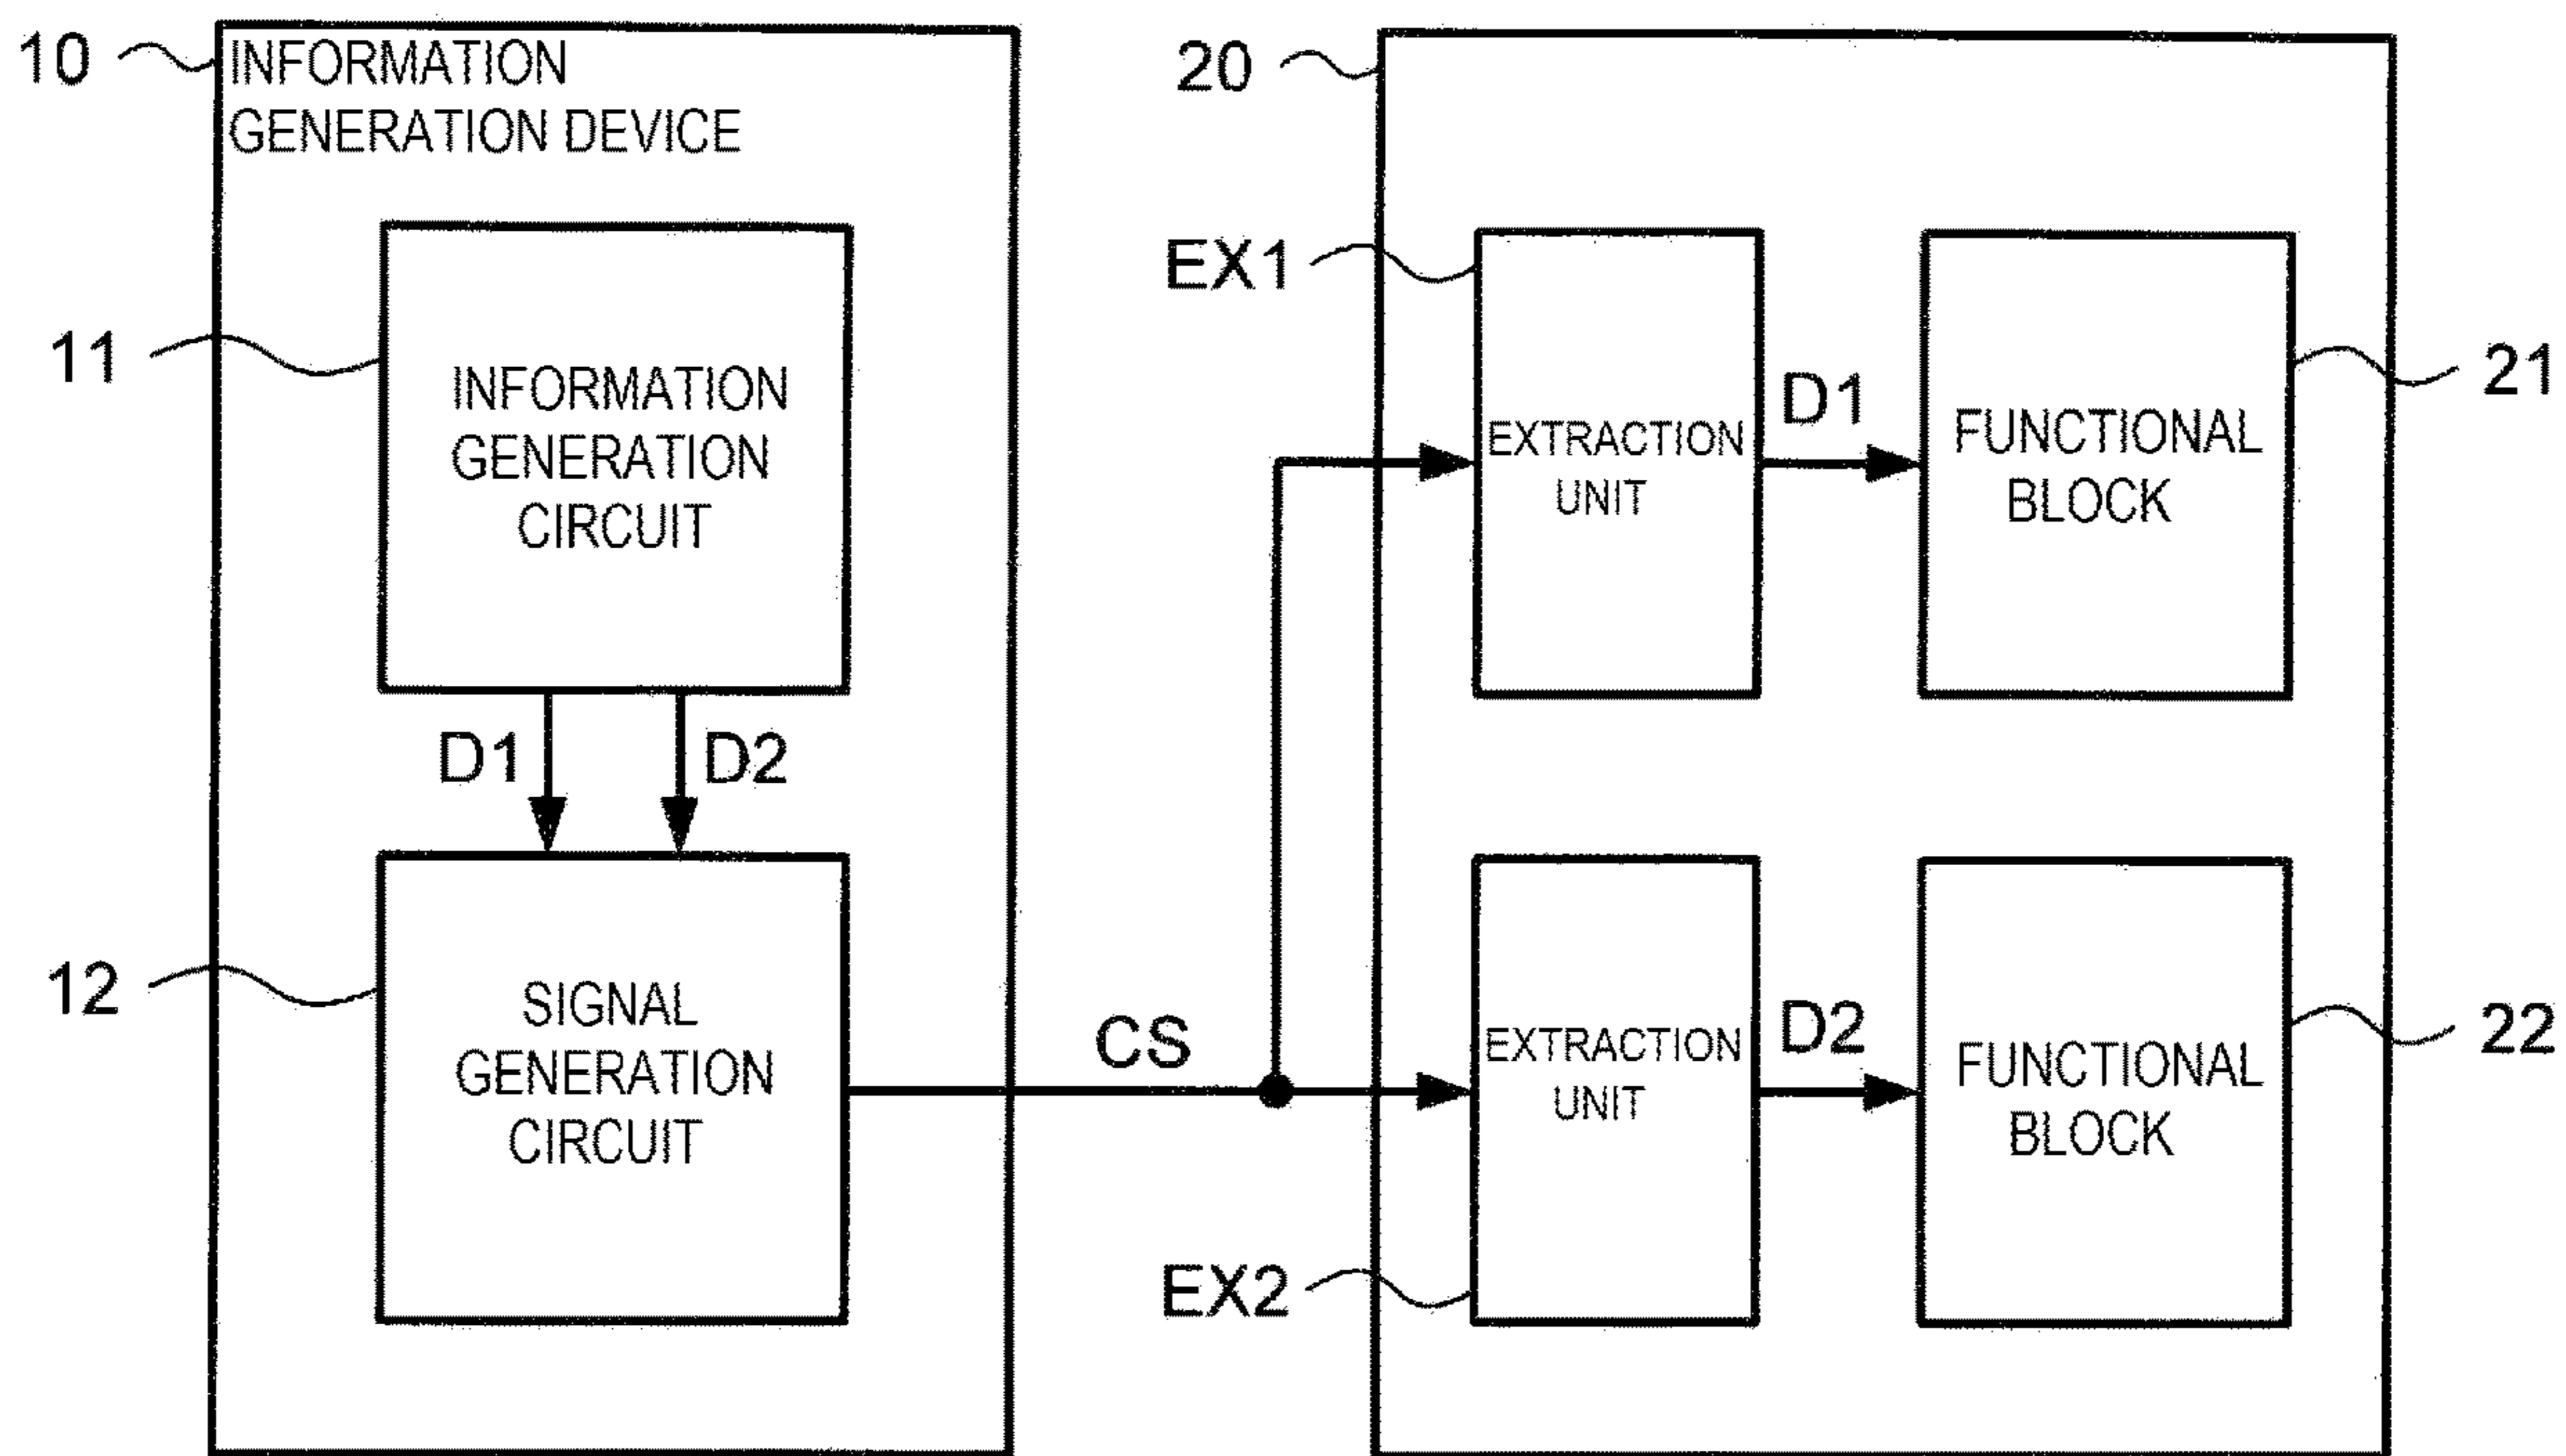 10
INFORMATION
GENERATION DEVICE
11
INFORMATION
GENERATION
CIRCUIT
D1
D2
12
SIGNAL
GENERATION
CIRCUIT
CS
20
EX1
EXTRACTION
UNIT
D1
FUNCTIONAL
BLOCK
21
EX2
EXTRACTION
UNIT
D2
FUNCTIONAL
BLOCK
22